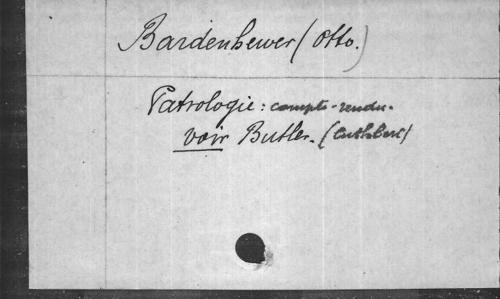 Bardenhewer (Otto.)
Patrologie: compte-rendu.
voir Butler. (Cuthbert)